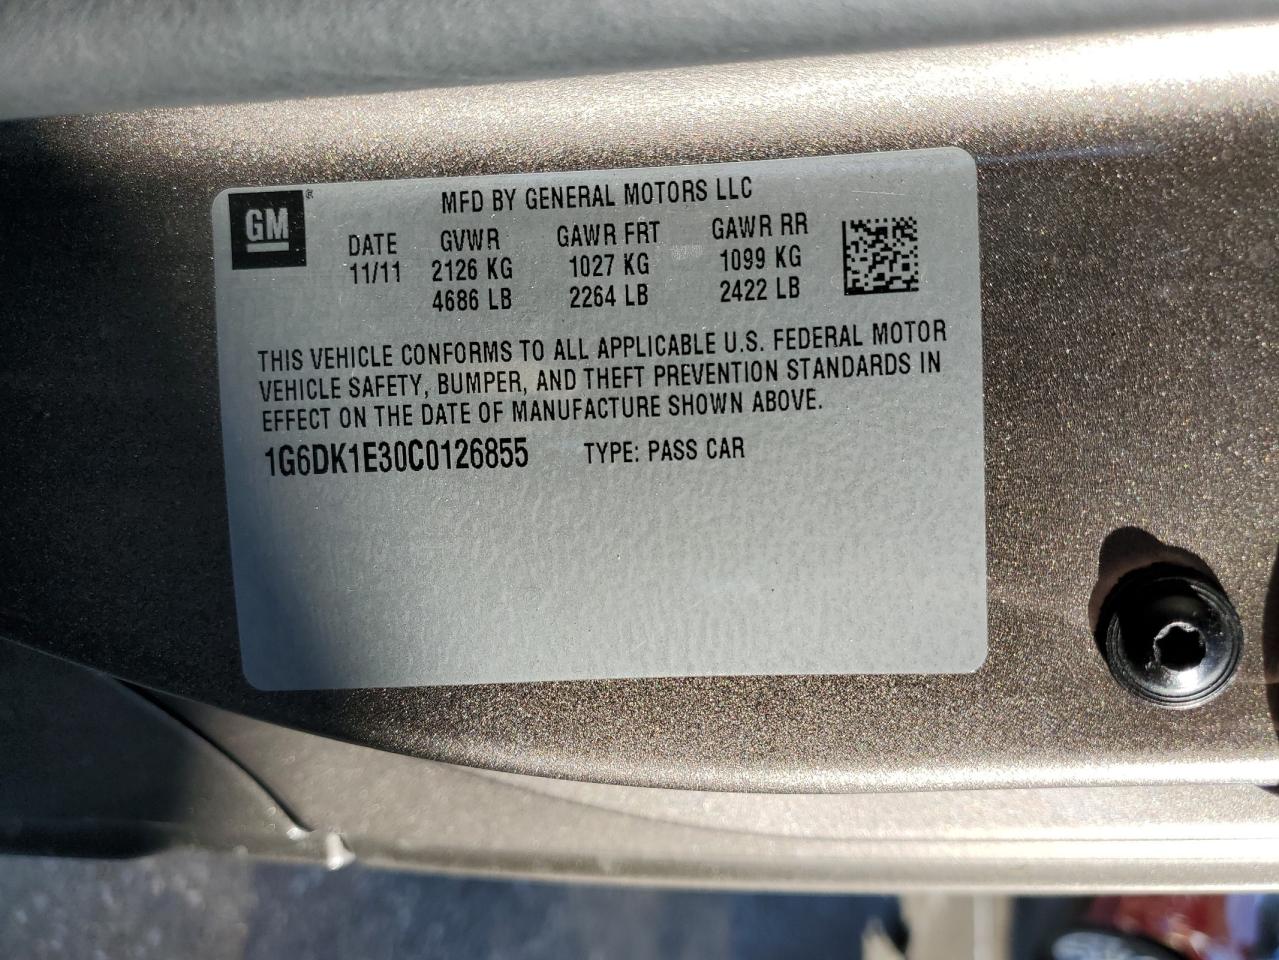 GM®
MFD BY GENERAL MOTORS LLC
DATE GVWR GAWR FRT GAWR RR
11/11 2126 KG 1027 KG 1099 KG
4686 LB 2264 LB 2422 LB
THIS VEHICLE CONFORMS TO ALL APPLICABLE U.S. FEDERAL MOTOR
VEHICLE SAFETY, BUMPER, AND THEFT PREVENTION STANDARDS IN
EFFECT ON THE DATE OF MANUFACTURE SHOWN ABOVE.
1G6DK1E30C0126855 TYPE: PASS CAR